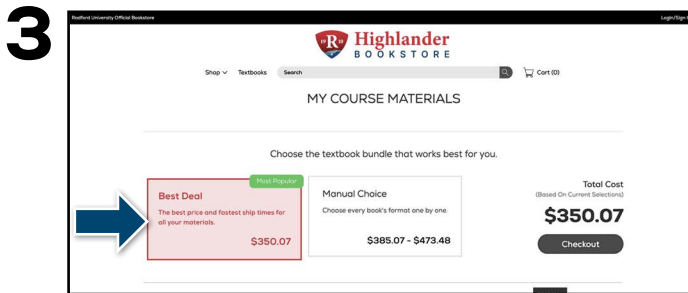 3
Radford University Official Bookstore
Login/Sign
R
Highlander
BOOKSTORE
Shop
Textbooks
Search
Cart (0)
MY COURSE MATERIALS
Choose the textbook bundle that works best for you.
Most Popular
Best Deal
The best price and fastest ship times for
all your materials.
$350.07
Manual Choice
Choose every book's format one by one.
$385.07 - $473.48
Total Cost
(Based On Current Selections)
$350.07
Checkout